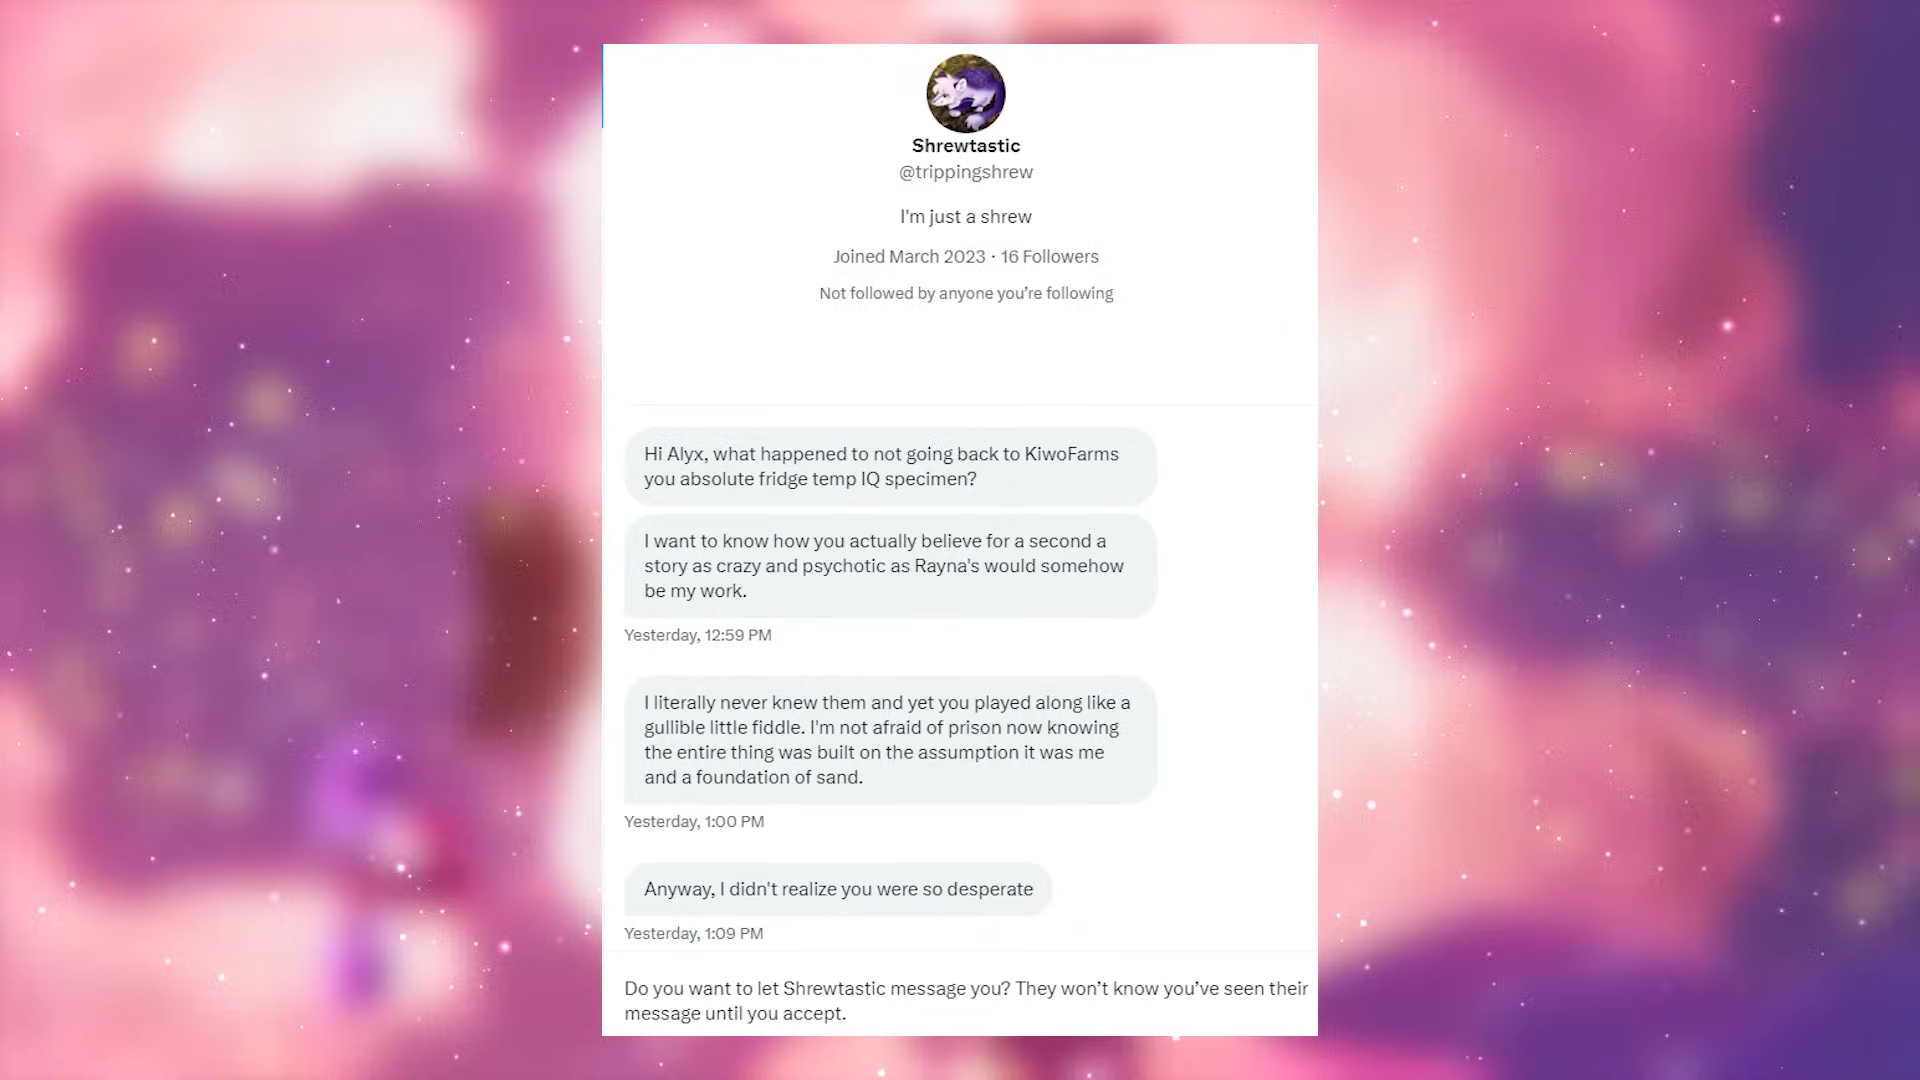 Shrewtastic
@trippingshrew
I'm just a shrew
Joined March 2023 · 16 Followers
Not followed by anyone you’re following
Hi Alyx, what happened to not going back to KiwoFarms
you absolute fridge temp IQ specimen?
I want to know how you actually believe for a second a
story as crazy and psychotic as Rayna's would somehow
be my work.
Yesterday, 12:59 PM
I literally never knew them and yet you played along like a
gullible little fiddle. I'm not afraid of prison now knowing
the entire thing was built on the assumption it was me
and a foundation of sand.
Yesterday, 1:00 PM
Anyway, I didn't realize you were so desperate
Yesterday, 1:09 PM
Do you want to let Shrewtastic message you? They won’t know you’ve seen their
message until you accept.